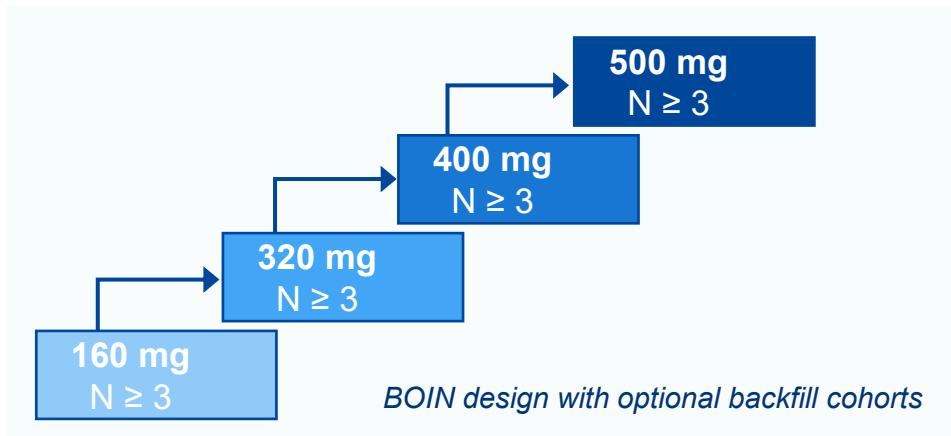 500 mg
N ≥ 3
400 mg
N ≥ 3
320 mg
N ≥ 3
160 mg
N ≥ 3
BOIN design with optional backfill cohorts